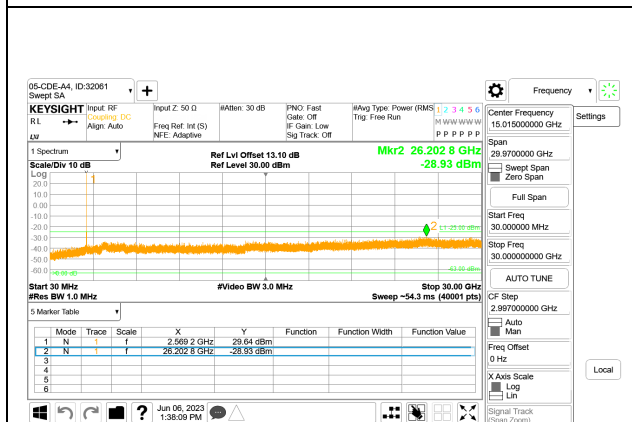 05-CDE-A4, ID:32061
Swept SA
Frequency
KEYSIGHT
RL
Input: RF
Coupling: DC
Align: Auto
Input Z: 50 Ω
Freq Ref: Int (S)
NFE: Adaptive
#Atten: 30 dB
PNO: Fast
Gate: Off
IF Gain: Low
Sig Track: Off
#Avg Type: Power (RMS)
Trig: Free Run
1 2 3 4 5 6
M W W W W W
P P P P P P
1 Spectrum
Scale/Div 10 dB
Ref Lvl Offset 13.10 dB
Ref Level 30.00 dBm
Mkr2 26.202 8 GHz
-28.93 dBm
Log
1
20.0
10.0
0.00
-10.0
-20.0
2
-30.0
-40.0
-50.0
-60.0
Start 30 MHz
#Video BW 3.0 MHz
Stop 30.00 GHz
#Res BW 1.0 MHz
Sweep ~54.3 ms (40001 pts)
5 Marker Table
Mode Trace Scale X Y Function Function Width Function Value
1 N 1 f 2.569 2 GHz 29.64 dBm
2 N 1 f 26.202 8 GHz -28.93 dBm
3
4
5
6
Jun 06, 2023
1:38:09 PM
Center Frequency
15.015000000 GHz
Settings
Span
29.9700000 GHz
Swept Span
Zero Span
Full Span
Start Freq
30.000000 MHz
Stop Freq
30.000000000 GHz
AUTO TUNE
CF Step
2.997000000 GHz
Auto
Man
Freq Offset
0 Hz
X Axis Scale
Log
Lin
Local
Signal Track
(Span Zoom)